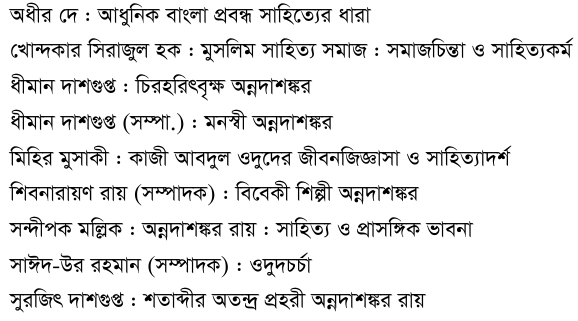 অধীর দে : আধুনিক বাংলা প্রবন্ধ সাহিত্যের ধারা
খোন্দকার সিরাজুল হক : মুসলিম সাহিত্য সমাজ : সমাজচিন্তা ও সাহিত্যকর্ম
ধীমান দাশগুপ্ত : চিরহরিৎবৃক্ষ অন্নদাশঙ্কর
ধীমান দাশগুপ্ত (সম্পা.) : মনস্বী অন্নদাশঙ্কর
মিহির মুসাকী : কাজী আবদুল ওদুদের জীবনজিজ্ঞাসা ও সাহিত্যাদর্শ
শিবনারায়ণ রায় (সম্পাদক) : বিবেকী শিল্পী অন্নদাশঙ্কর
সন্দীপক মল্লিক : অন্নদাশঙ্কর রায় : সাহিত্য ও প্রাসঙ্গিক ভাবনা
সাঈদ-উর রহমান (সম্পাদক) : ওদুদচর্চা
সুরজিৎ দাশগুপ্ত : শতাব্দীর অতন্দ্র প্রহরী অন্নদাশঙ্কর রায়